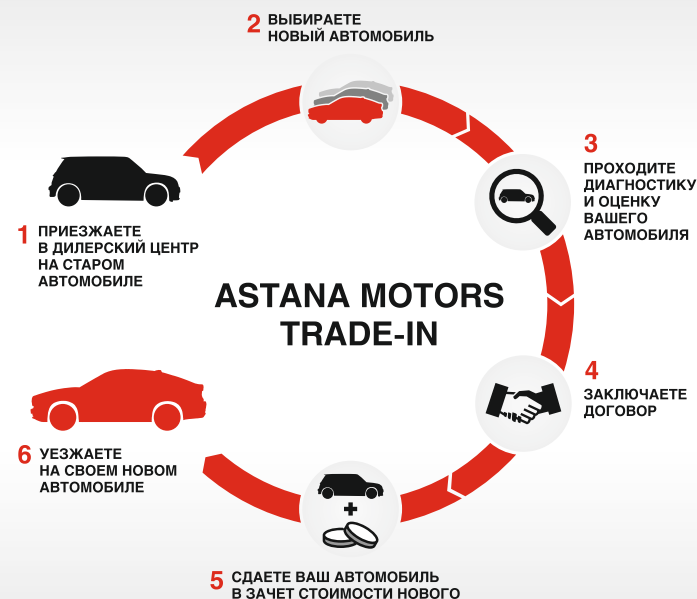 2 ВЫБИРАЕТЕ
НОВЫЙ АВТОМОБИЛЬ
3
ПРОХОДИТЕ
ДИАГНОСТИКУ
И ОЦЕНКУ
ВАШЕГО
АВТОМОБИЛЯ
1 ПРИЕЗЖАЕТЕ
В ДИЛЕРСКИЙ ЦЕНТР
НА СТАРОМ
АВТОМОБИЛЕ
ASTANA MOTORS
TRADE-IN
4
ЗАКЛЮЧАЕТЕ
ДОГОВОР
6 УЕЗЖАЕТЕ
НА СВОЕМ НОВОМ
АВТОМОБИЛЕ
+
5 СДАЕТЕ ВАШ АВТОМОБИЛЬ
В ЗАЧЕТ СТОИМОСТИ НОВОГО